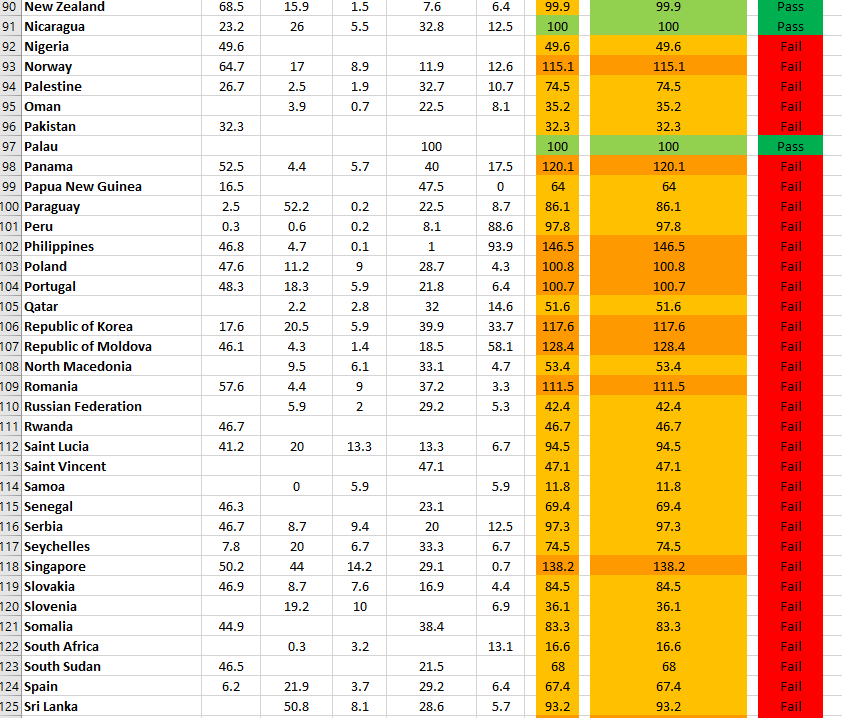 90 New Zealand 68.5 15.9 1.5 7.6 6.4 99.9 99.9 Pass
91 Nicaragua 23.2 26 5.5 32.8 12.5 100 100 Pass
92 Nigeria 49.6 49.6 49.6 Fail
93 Norway 64.7 17 8.9 11.9 12.6 115.1 115.1 Fail
94 Palestine 26.7 2.5 1.9 32.7 10.7 74.5 74.5 Fail
95 Oman 3.9 0.7 22.5 8.1 35.2 35.2 Fail
96 Pakistan 32.3 32.3 32.3 Fail
97 Palau 100 100 100 Pass
98 Panama 52.5 4.4 5.7 40 17.5 120.1 120.1 Fail
99 Papua New Guinea 16.5 47.5 0 64 64 Fail
100 Paraguay 2.5 52.2 0.2 22.5 8.7 86.1 86.1 Fail
101 Peru 0.3 0.6 0.2 8.1 88.6 97.8 97.8 Fail
102 Philippines 46.8 4.7 0.1 1 93.9 146.5 146.5 Fail
103 Poland 47.6 11.2 9 28.7 4.3 100.8 100.8 Fail
104 Portugal 48.3 18.3 5.9 21.8 6.4 100.7 100.7 Fail
105 Qatar 2.2 2.8 32 14.6 51.6 51.6 Fail
106 Republic of Korea 17.6 20.5 5.9 39.9 33.7 117.6 117.6 Fail
107 Republic of Moldova 46.1 4.3 1.4 18.5 58.1 128.4 128.4 Fail
108 North Macedonia 9.5 6.1 33.1 4.7 53.4 53.4 Fail
109 Romania 57.6 4.4 9 37.2 3.3 111.5 111.5 Fail
110 Russian Federation 5.9 2 29.2 5.3 42.4 42.4 Fail
111 Rwanda 46.7 46.7 46.7 Fail
112 Saint Lucia 41.2 20 13.3 13.3 6.7 94.5 94.5 Fail
113 Saint Vincent 47.1 47.1 47.1 Fail
114 Samoa 0 5.9 5.9 11.8 11.8 Fail
115 Senegal 46.3 23.1 69.4 69.4 Fail
116 Serbia 46.7 8.7 9.4 20 12.5 97.3 97.3 Fail
117 Seychelles 7.8 20 6.7 33.3 6.7 74.5 74.5 Fail
118 Singapore 50.2 44 14.2 29.1 0.7 138.2 138.2 Fail
119 Slovakia 46.9 8.7 7.6 16.9 4.4 84.5 84.5 Fail
120 Slovenia 19.2 10 6.9 36.1 36.1 Fail
121 Somalia 44.9 38.4 83.3 83.3 Fail
122 South Africa 0.3 3.2 13.1 16.6 16.6 Fail
123 South Sudan 46.5 21.5 68 68 Fail
124 Spain 6.2 21.9 3.7 29.2 6.4 67.4 67.4 Fail
125 Sri Lanka 50.8 8.1 28.6 5.7 93.2 93.2 Fail